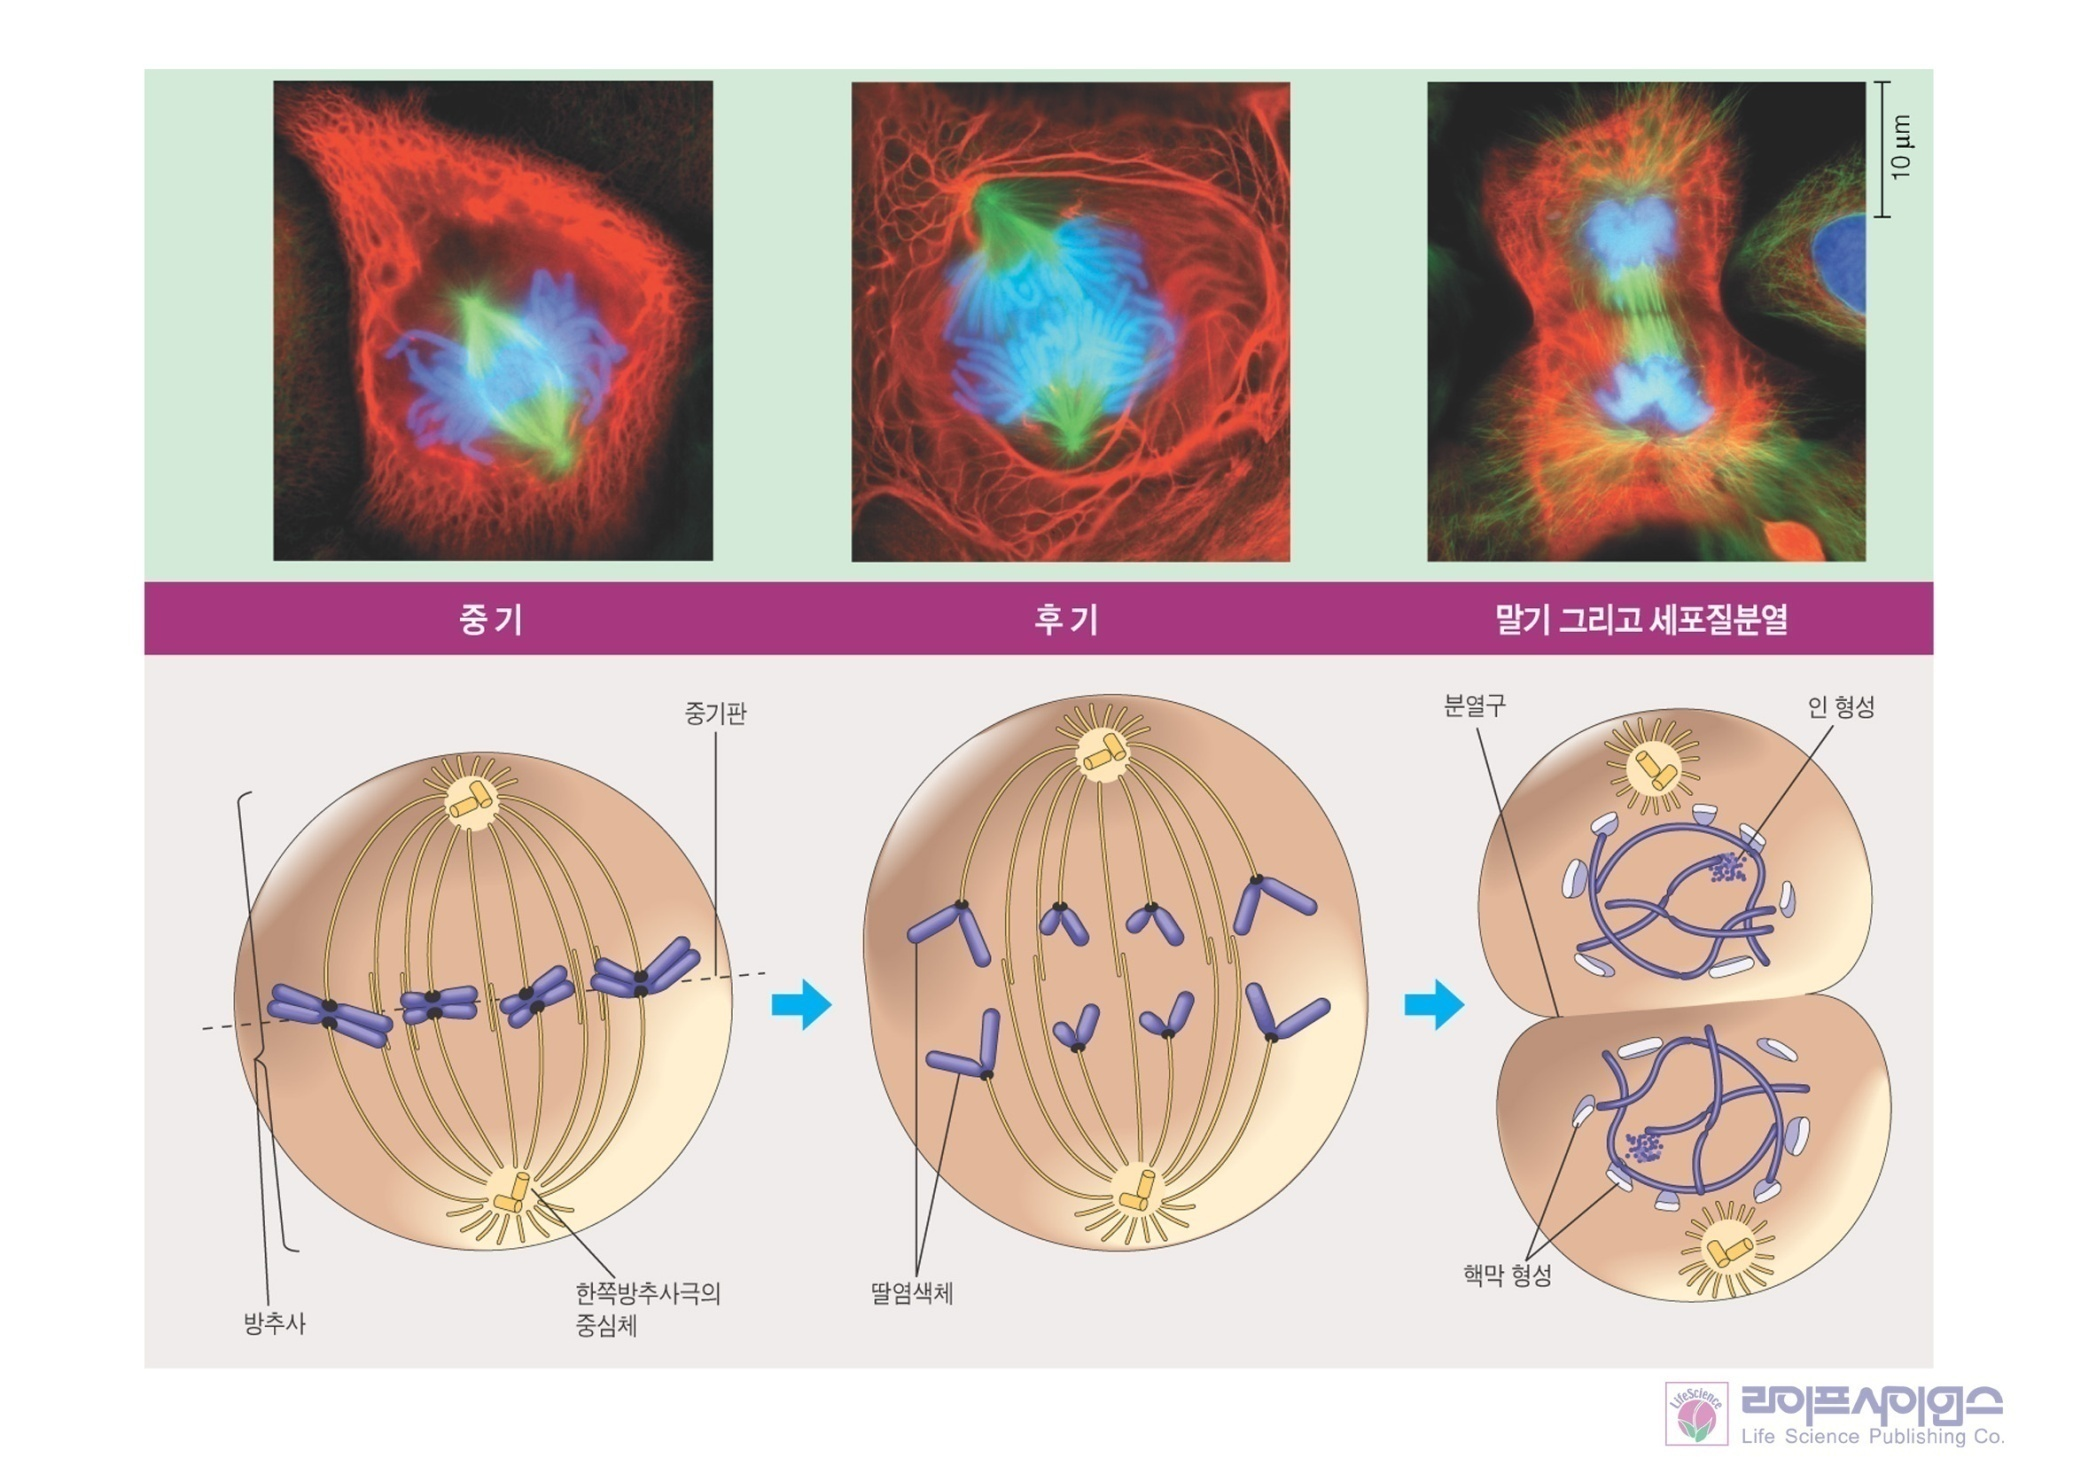 10 μm
중기
후기
말기 그리고 세포질분열
중기판
방추사
한쪽방추사극의
중심체
딸염색체
분열구
인 형성
핵막 형성
LifeScience
라이프사이언스
Life Science Publishing Co.